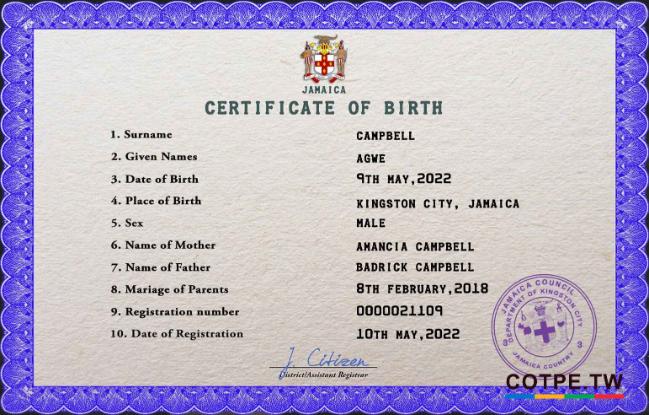 JAMAICA
CERTIFICATE OF BIRTH
1. Surname CAMPBELL
2. Given Names AGWE
3. Date of Birth 9TH MAY,2022
4. Place of Birth KINGSTON CITY, JAMAICA
5. Sex MALE
6. Name of Mother AMANCIA CAMPBELL
7. Name of Father BADRICK CAMPBELL
8. Mariage of Parents 8TH FEBRUARY,2018
9. Registration number 0000021109
10. Date of Registration 10TH MAY,2022
J. Citizen
District/Assistant Registrar
JAMAICA COUNCIL
DEPARTMENT OF KINGSTON CITY
JAMAICA COUNTRY
COTPE.TW